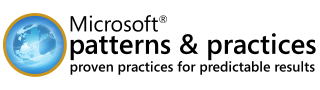 Microsoft®
patterns & practices
proven practices for predictable results